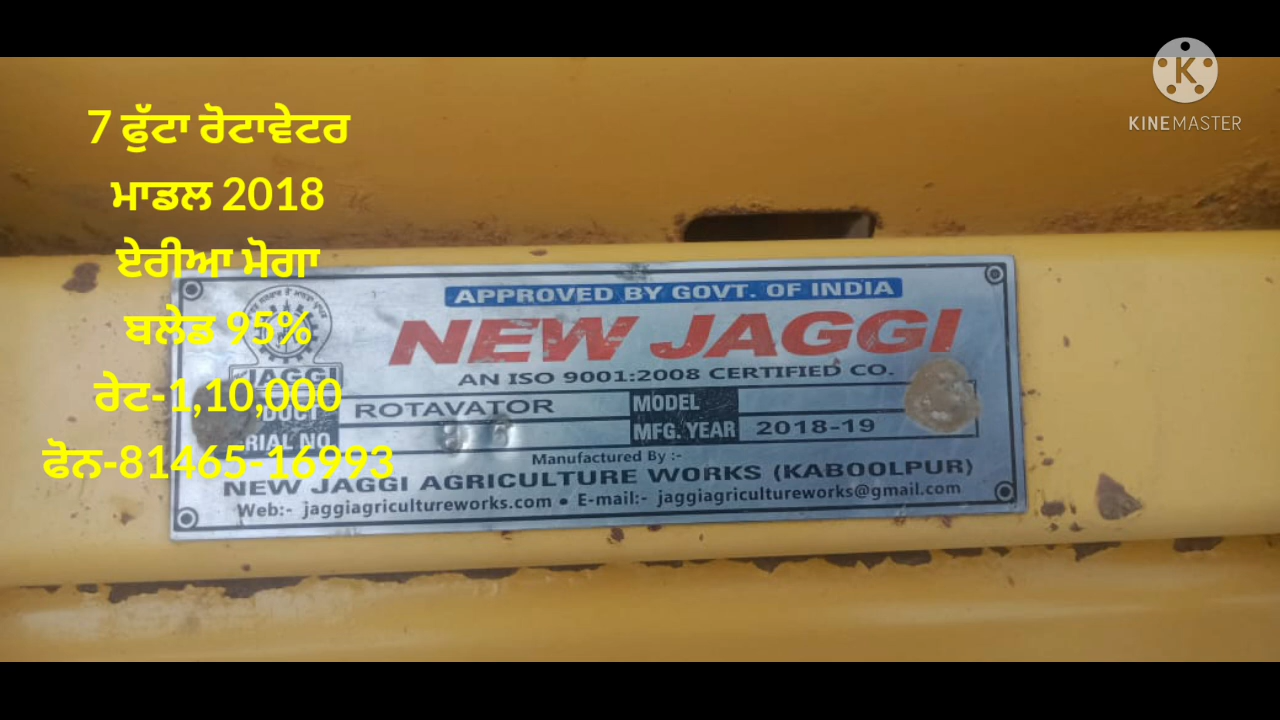 7 ਫੁੱਟਾ ਰੋਟਾਵੇਟਰ
ਮਾਡਲ 2018
ਏਰੀਆ ਮੋਗਾ
ਬਲੇਡ 95%
ਰੇਟ-1,10,000
ਫੋਨ-81465-16993
KINEMASTER
APPROVED BY GOVT. OF INDIA
NEW JAGGI
JAGGI
AN ISO 9001:2008 CERTIFIED CO.
ROTAVATOR MODEL
NO. MFG. YEAR 2018-19
Manufactured By :-
NEW JAGGI AGRICULTURE WORKS (KABOOLPUR)
Web:- jaggiagricultureworks.com • E-mail:- jaggiagricultureworks@gmail.com